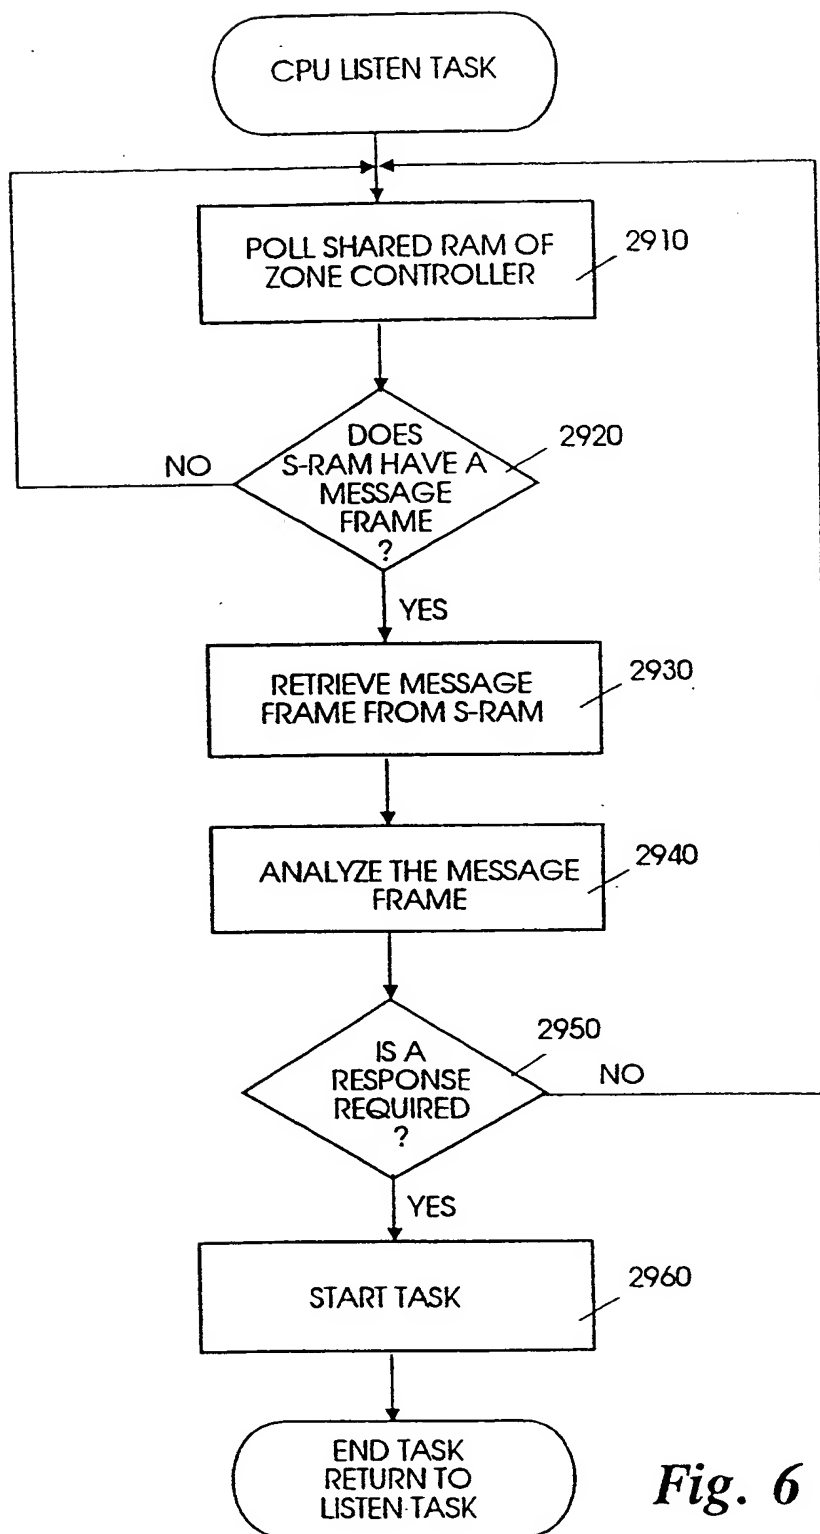 CPU LISTEN TASK
POLL SHARED RAM OF
ZONE CONTROLLER
2910
DOES
S-RAM HAVE A
MESSAGE
FRAME
?
2920
NO
YES
RETRIEVE MESSAGE
FRAME FROM S-RAM
2930
ANALYZE THE MESSAGE
FRAME
2940
IS A
RESPONSE
REQUIRED
?
2950
NO
YES
START TASK
2960
END TASK
RETURN TO
LISTEN TASK
Fig. 6